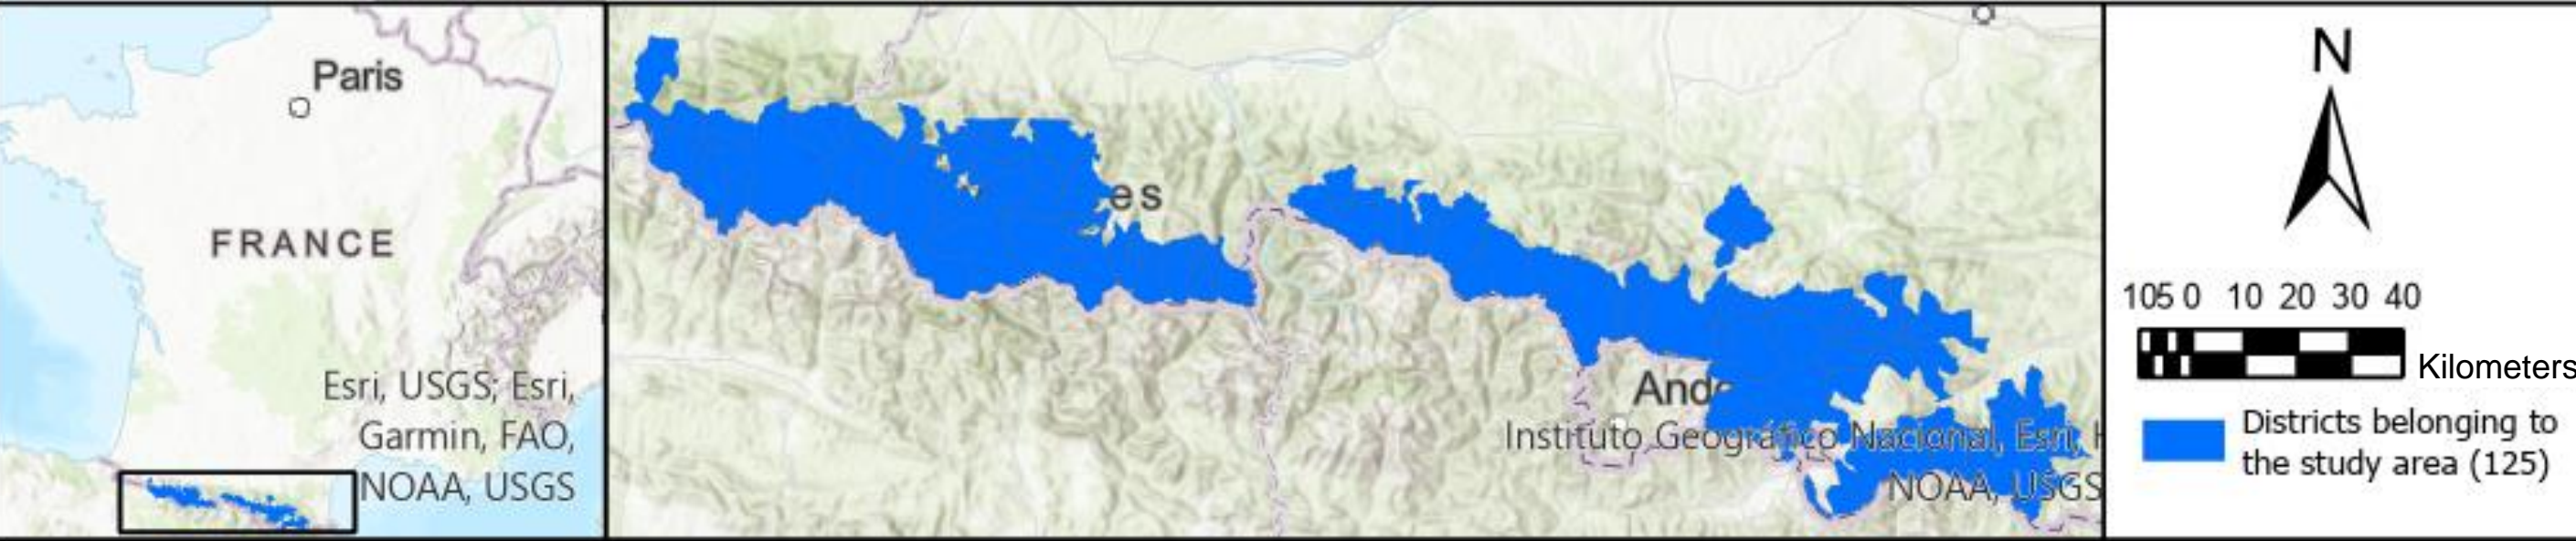 Paris
FRANCE
Esri, USGS; Esri,
Garmin, FAO,
NOAA, USGS
es
Ando
Instituto Geográfico Nacional, Esri, H
NOAA, USGS
N
105 0 10 20 30 40
Kilometers
Districts belonging to
the study area (125)